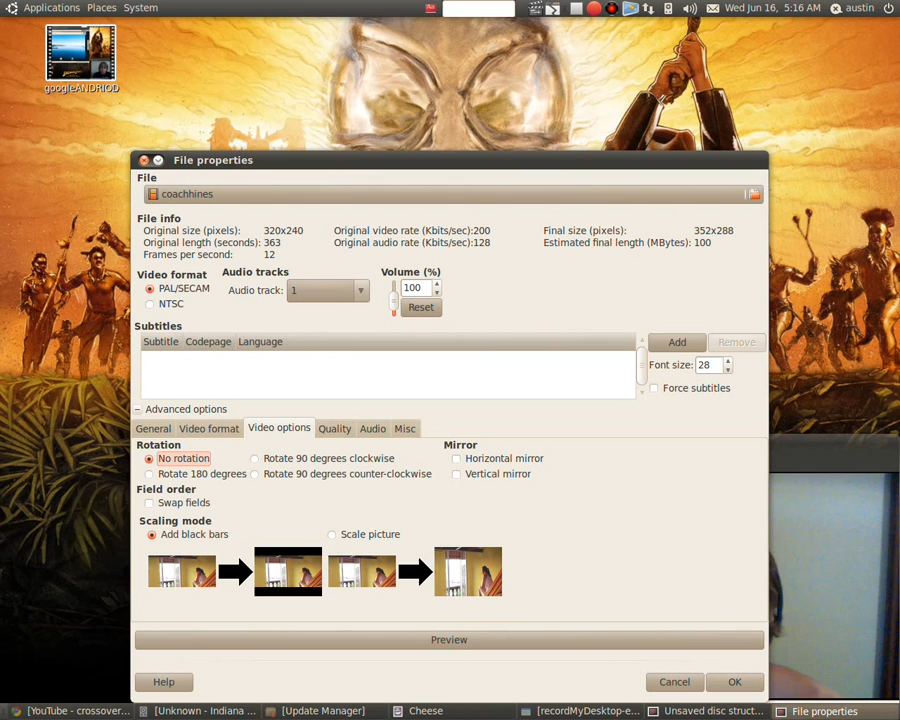 Applications Places System Wed Jun 16, 5:16 AM austin
googleANDRIOD
File properties
File
coachhines
File info
Original size (pixels): 320x240 Original video rate (Kbits/sec):200 Final size (pixels): 352x288
Original length (seconds): 363 Original audio rate (Kbits/sec):128 Estimated final length (MBytes): 100
Frames per second: 12
Video format Audio tracks Volume (%)
PAL/SECAM Audio track: 1 100
NTSC Reset
Subtitles
Subtitle Codepage Language Add Remove
Font size: 28
Force subtitles
Advanced options
General Video format Video options Quality Audio Misc
Rotation Mirror
No rotation Rotate 90 degrees clockwise Horizontal mirror
Rotate 180 degrees Rotate 90 degrees counter-clockwise Vertical mirror
Field order
Swap fields
Scaling mode
Add black bars Scale picture
Preview
Help Cancel OK
[YouTube - crossover... [Unknown - Indiana ... [Update Manager] Cheese [recordMyDesktop-e... Unsaved disc struct... File properties